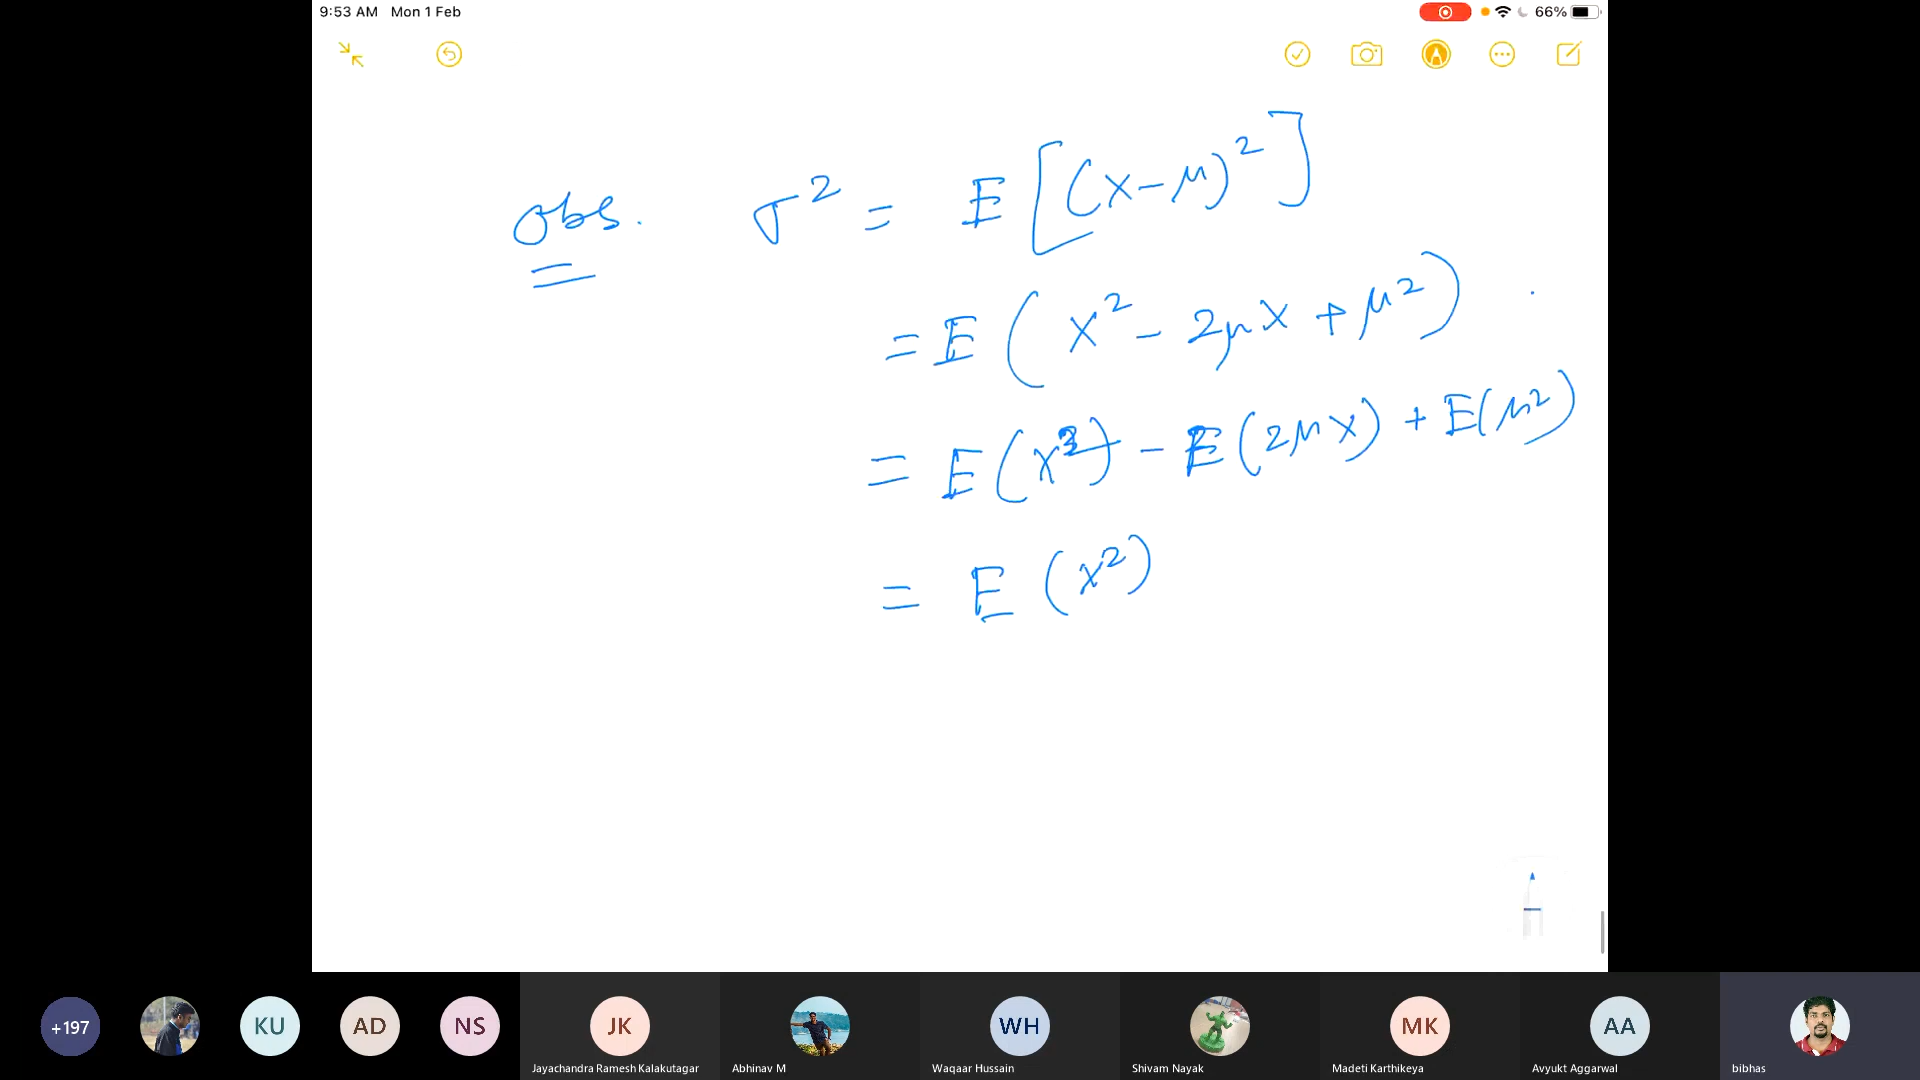 9:53 AM Mon 1 Feb
66%
Obs. σ² = E[(X-μ)²]
= E(X² - 2μX + μ²)
= E(X²) - E(2μX) + E(μ²)
= E(X²)
+197
KU
AD
NS
JK
WH
MK
AA
Jayachandra Ramesh Kalakutagar
Abhinav M
Waqaar Hussain
Shivam Nayak
Madeti Karthikeya
Avyukt Aggarwal
bibhas